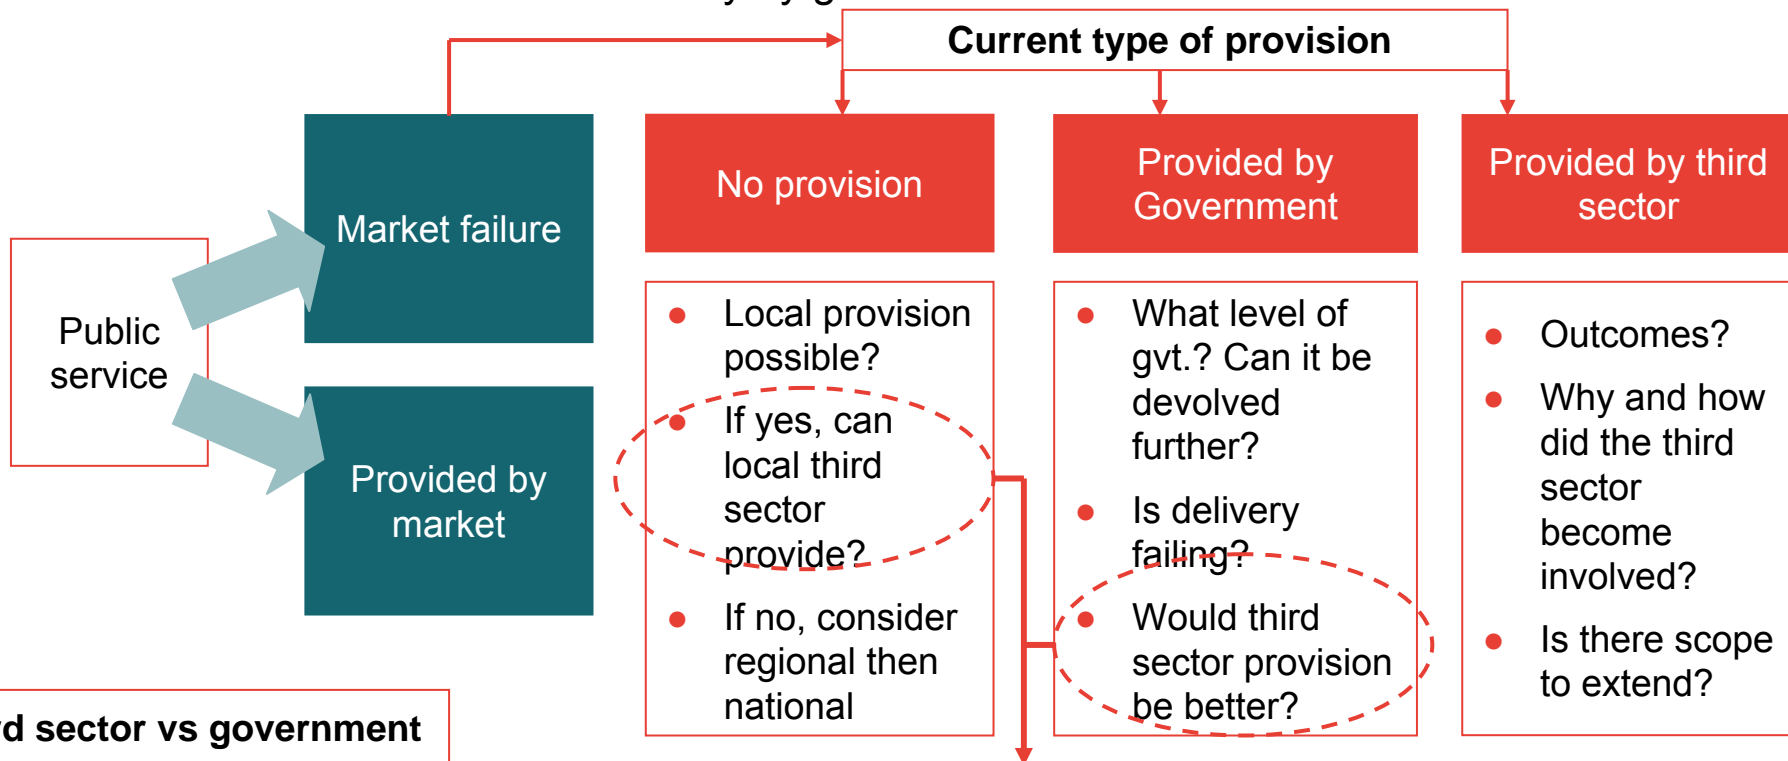 Current type of provision
Market failure
No provision
Provided by
Government
Provided by third
sector
Public
service
Provided by
market
● Local provision
possible?
● If yes, can
local third
sector
provide?
● If no, consider
regional then
national
● What level of
gvt.? Can it be
devolved
further?
● Is delivery
failing?
● Would third
sector provision
be better?
● Outcomes?
● Why and how
did the third
sector
become
involved?
● Is there scope
to extend?
sector vs government